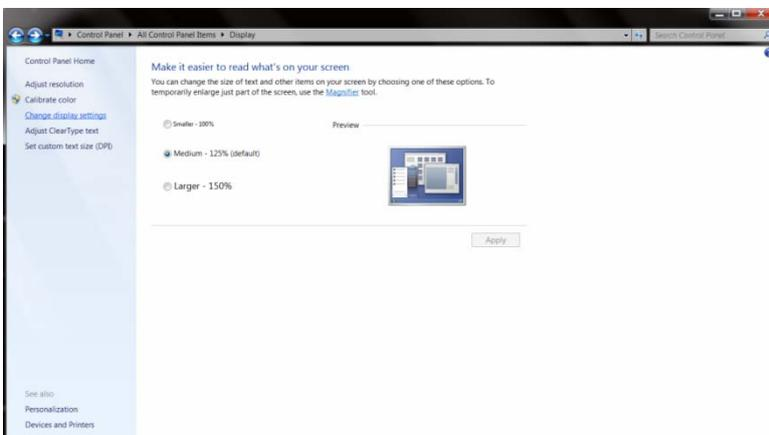 Control Panel ▸ All Control Panel Items ▸ Display
Search Control Panel
Control Panel Home
Adjust resolution
Calibrate color
Change display settings
Adjust ClearType text
Set custom text size (DPI)
Make it easier to read what's on your screen
You can change the size of text and other items on your screen by choosing one of these options. To
temporarily enlarge just part of the screen, use the Magnifier tool.
Smaller - 100%
Preview
Medium - 125% (default)
Larger - 150%
Apply
See also
Personalization
Devices and Printers